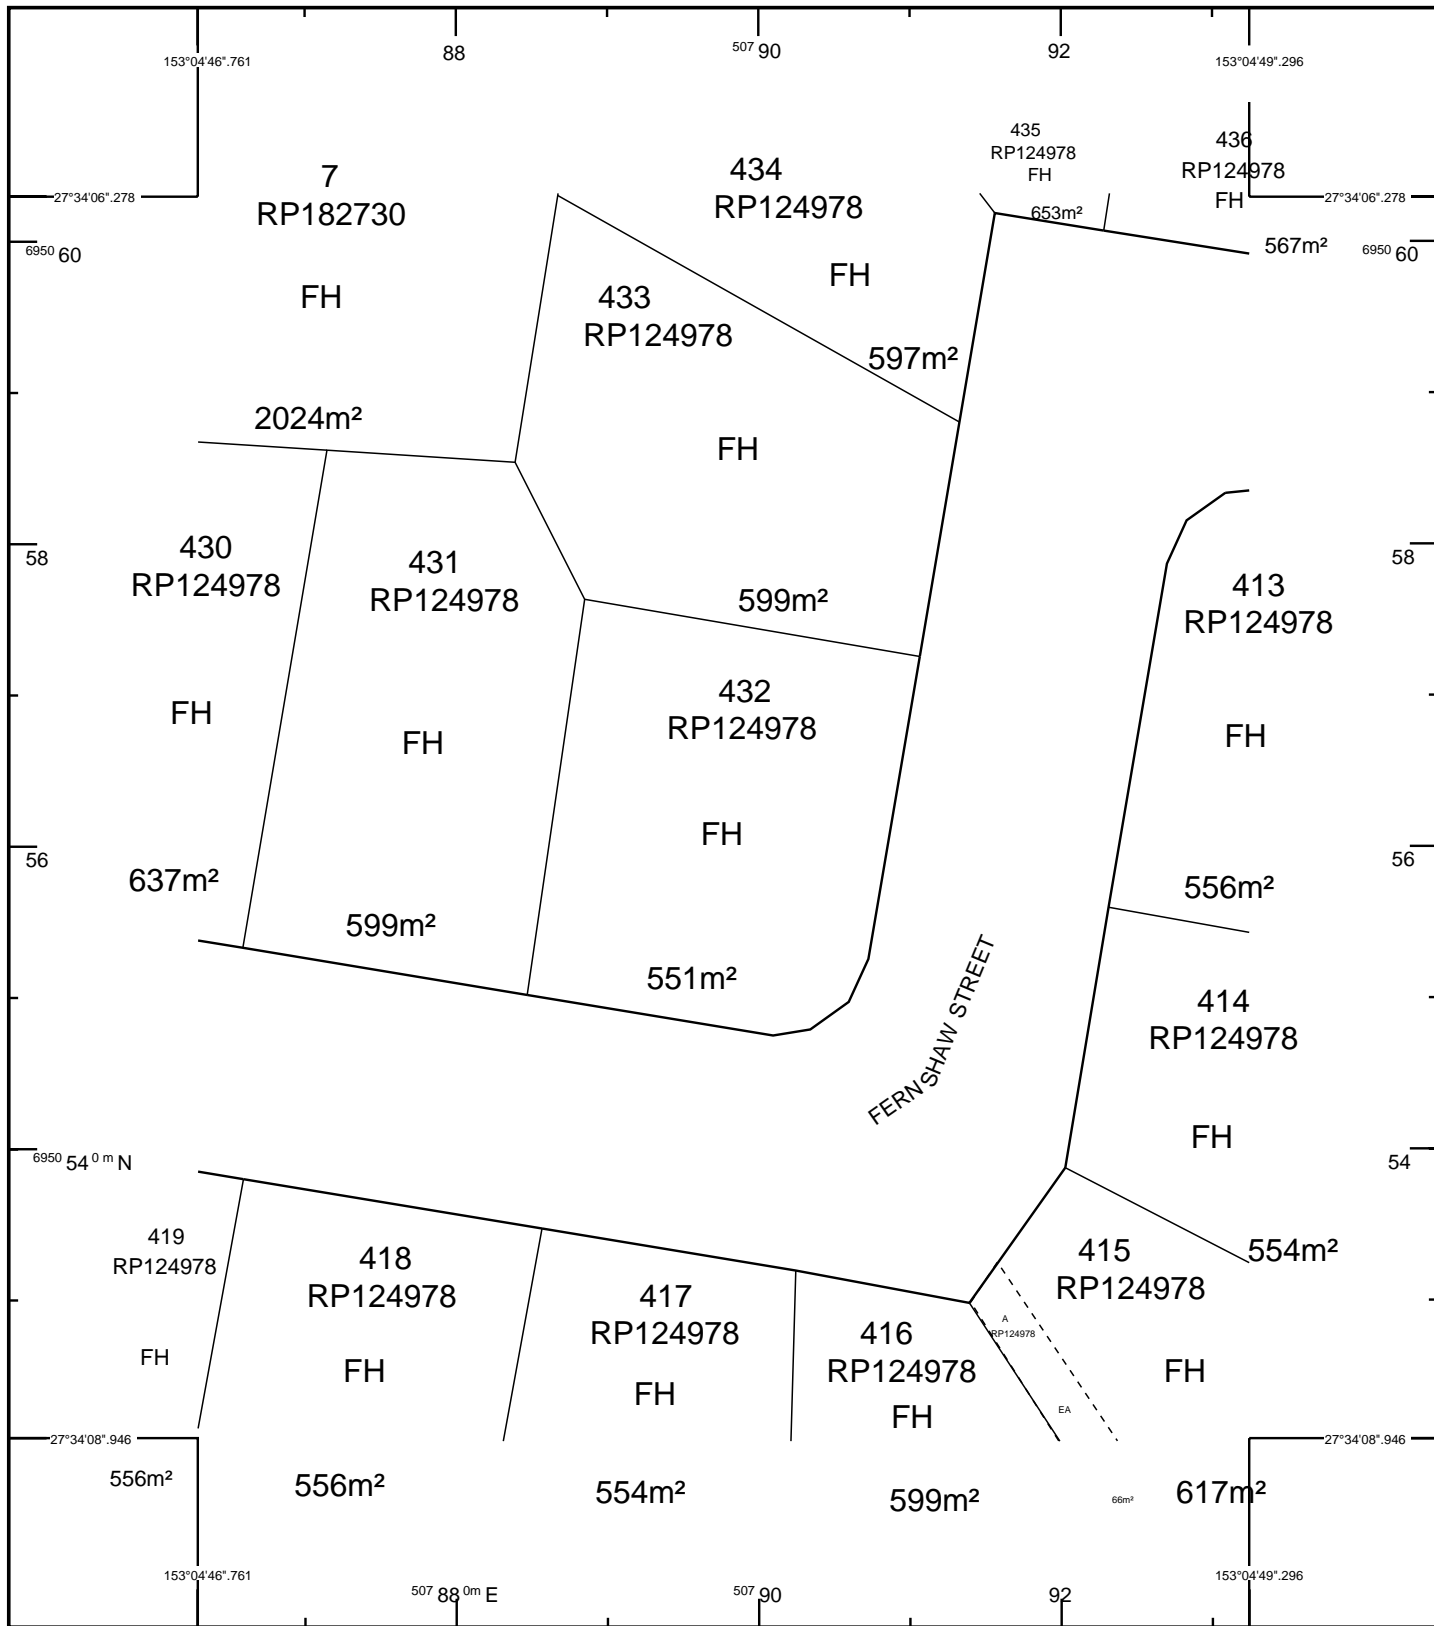 88
507 90
92
153°04'46".761
153°04'49".296
435
RP124978
FH
653m²
436
RP124978
FH
567m²
7
RP182730
FH
2024m²
434
RP124978
FH
597m²
27°34'06".278
27°34'06".278
6950 60
6950 60
433
RP124978
FH
599m²
58
58
430
RP124978
FH
637m²
431
RP124978
FH
599m²
413
RP124978
FH
556m²
432
RP124978
FH
551m²
56
56
FERNSHAW STREET
414
RP124978
FH
554m²
6950 54 0 m N
54
419
RP124978
FH
556m²
418
RP124978
FH
556m²
417
RP124978
FH
554m²
416
RP124978
FH
599m²
A
RP124978
EA
66m²
415
RP124978
FH
617m²
27°34'08".946
27°34'08".946
153°04'46".761
153°04'49".296
507 88 0m E
507 90
92